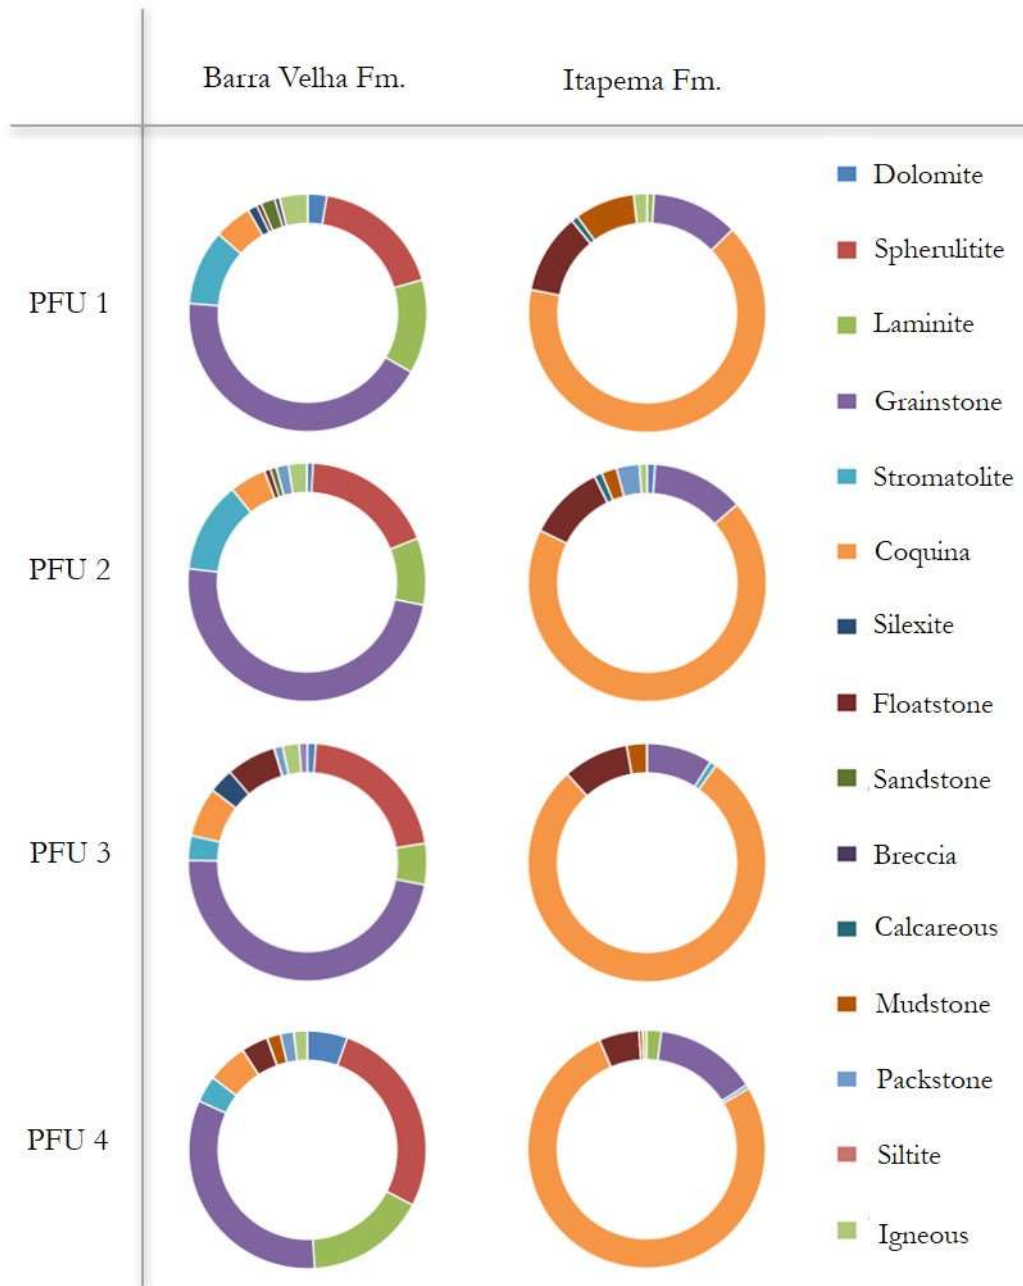 Barra Velha Fm.
Itapema Fm.
PFU 1
PFU 2
PFU 3
PFU 4
Dolomite
Spherulitite
Laminite
Grainstone
Stromatolite
Coquina
Silexite
Floatstone
Sandstone
Breccia
Calcareous
Mudstone
Packstone
Siltite
Igneous